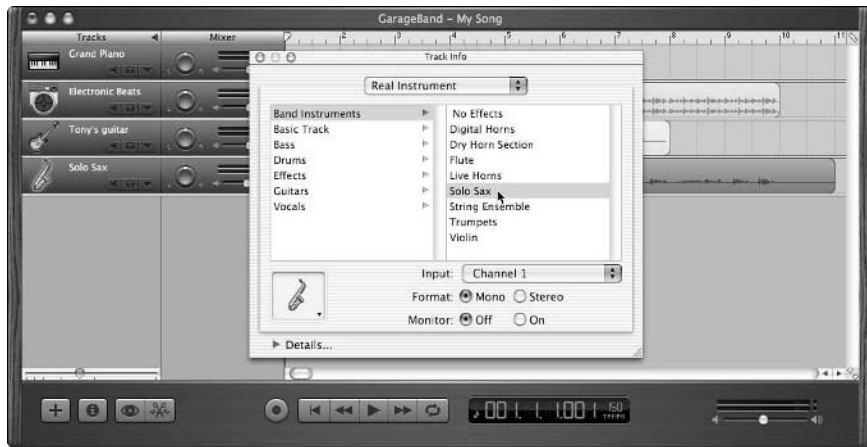 GarageBand – My Song
Tracks Mixer
2 3 4 5 6 7 8 9 10 11
Grand Piano
Electronic Beats
Tony's guitar
Solo Sax
Track Info
Real Instrument
Band Instruments
Basic Track
Bass
Drums
Effects
Guitars
Vocals
No Effects
Digital Horns
Dry Horn Section
Flute
Live Horns
Solo Sax
String Ensemble
Trumpets
Violin
Input: Channel 1
Format: Mono Stereo
Monitor: Off On
Details...
001. 1. 1.001 150
TEMPO